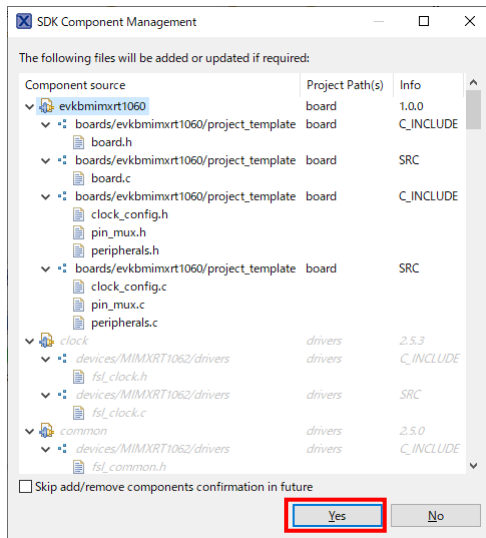 SDK Component Management
The following files will be added or updated if required:
Component source Project Path(s) Info
evkbmimxrt1060 board 1.0.0
boards/evkbmimxrt1060/project_template board C_INCLUDE
board.h
boards/evkbmimxrt1060/project_template board SRC
board.c
boards/evkbmimxrt1060/project_template board C_INCLUDE
clock_config.h
pin_mux.h
peripherals.h
boards/evkbmimxrt1060/project_template board SRC
clock_config.c
pin_mux.c
peripherals.c
clock drivers 2.5.3
devices/MIMXRT1062/drivers drivers C_INCLUDE
fsl_clock.h
devices/MIMXRT1062/drivers drivers SRC
fsl_clock.c
common drivers 2.5.0
devices/MIMXRT1062/drivers drivers C_INCLUDE
fsl_common.h
Skip add/remove components confirmation in future
Yes No